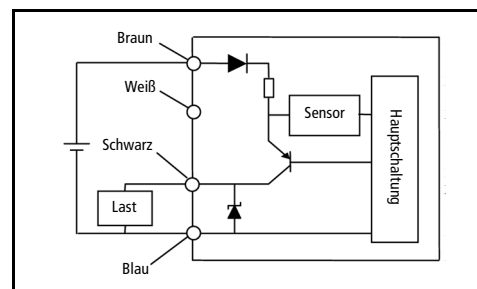 Braun
Weiß
Sensor
Hauptschaltung
Schwarz
Last
Blau